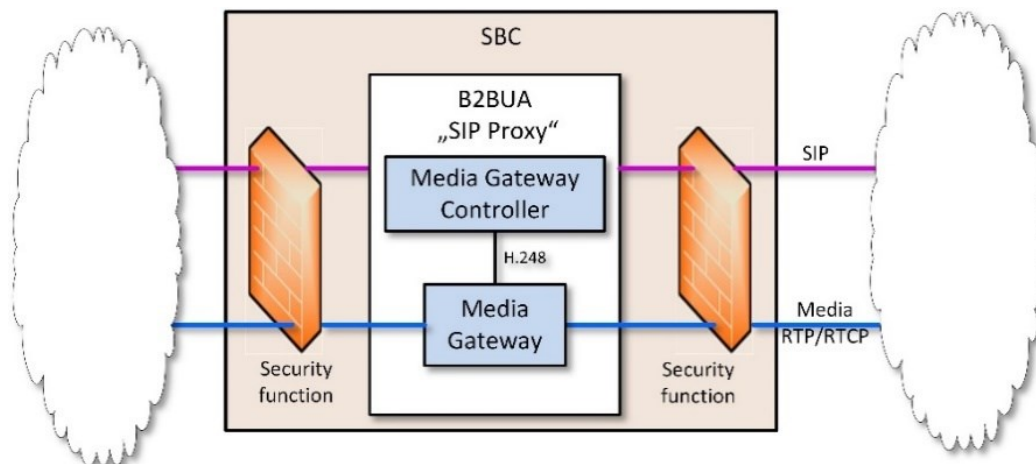 SBC
B2BUA
„SIP Proxy“
Media Gateway
Controller
H.248
Media
Gateway
Security
function
Security
function
SIP
Media
RTP/RTCP